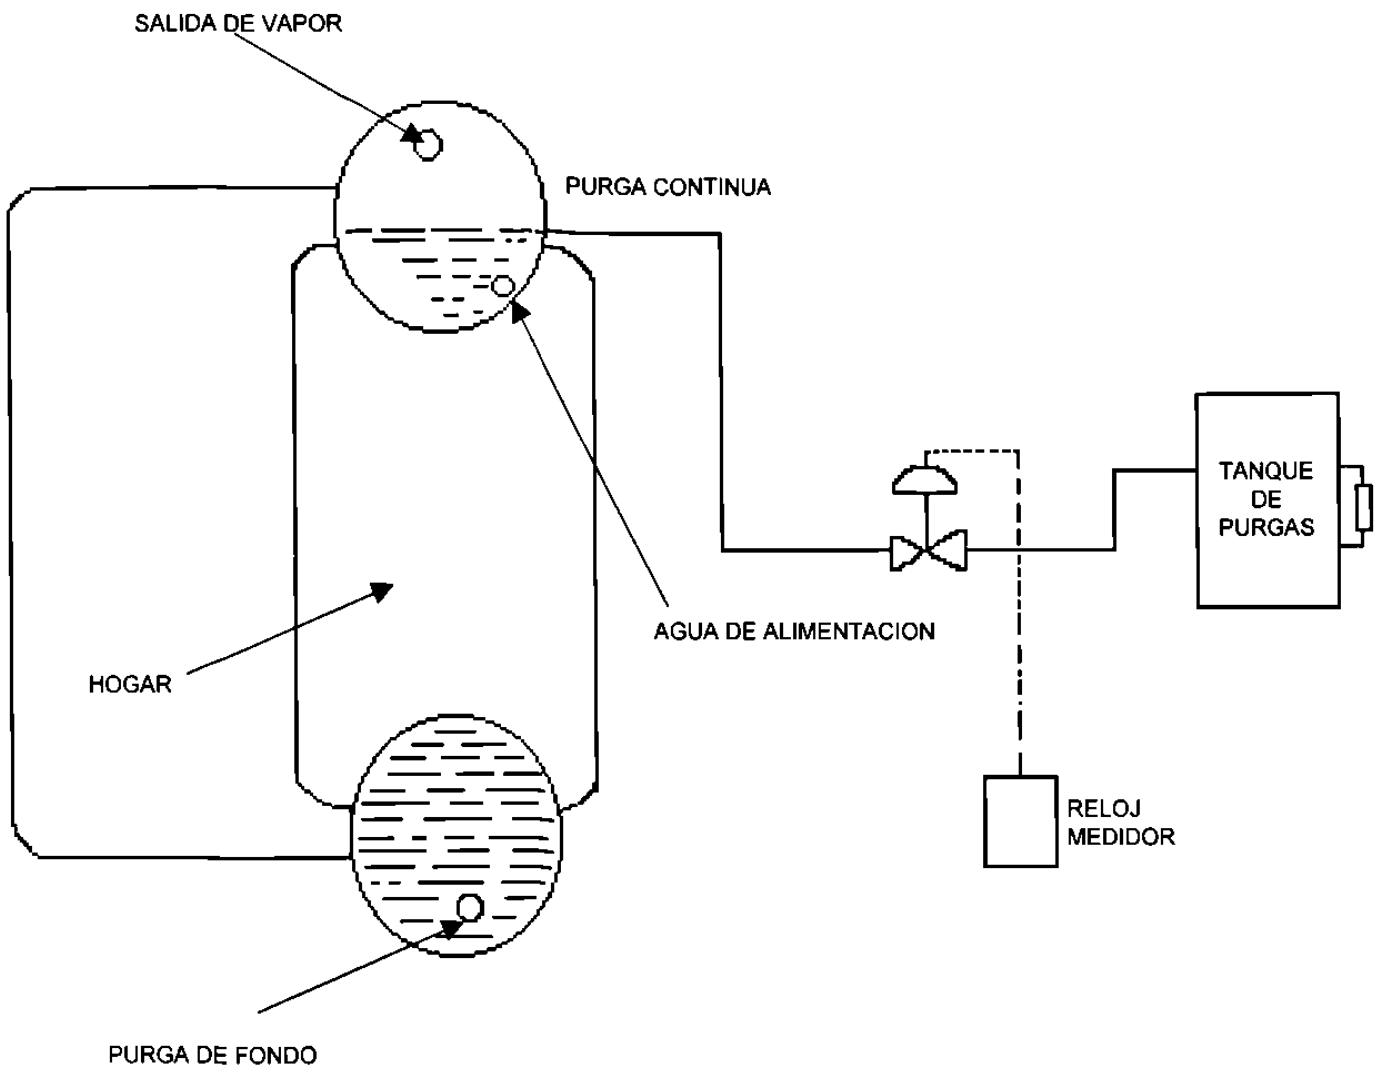 SALIDA DE VAPOR
PURGA CONTINUA
TANQUE
DE
PURGAS
AGUA DE ALIMENTACION
HOGAR
RELOJ
MEDIDOR
PURGA DE FONDO